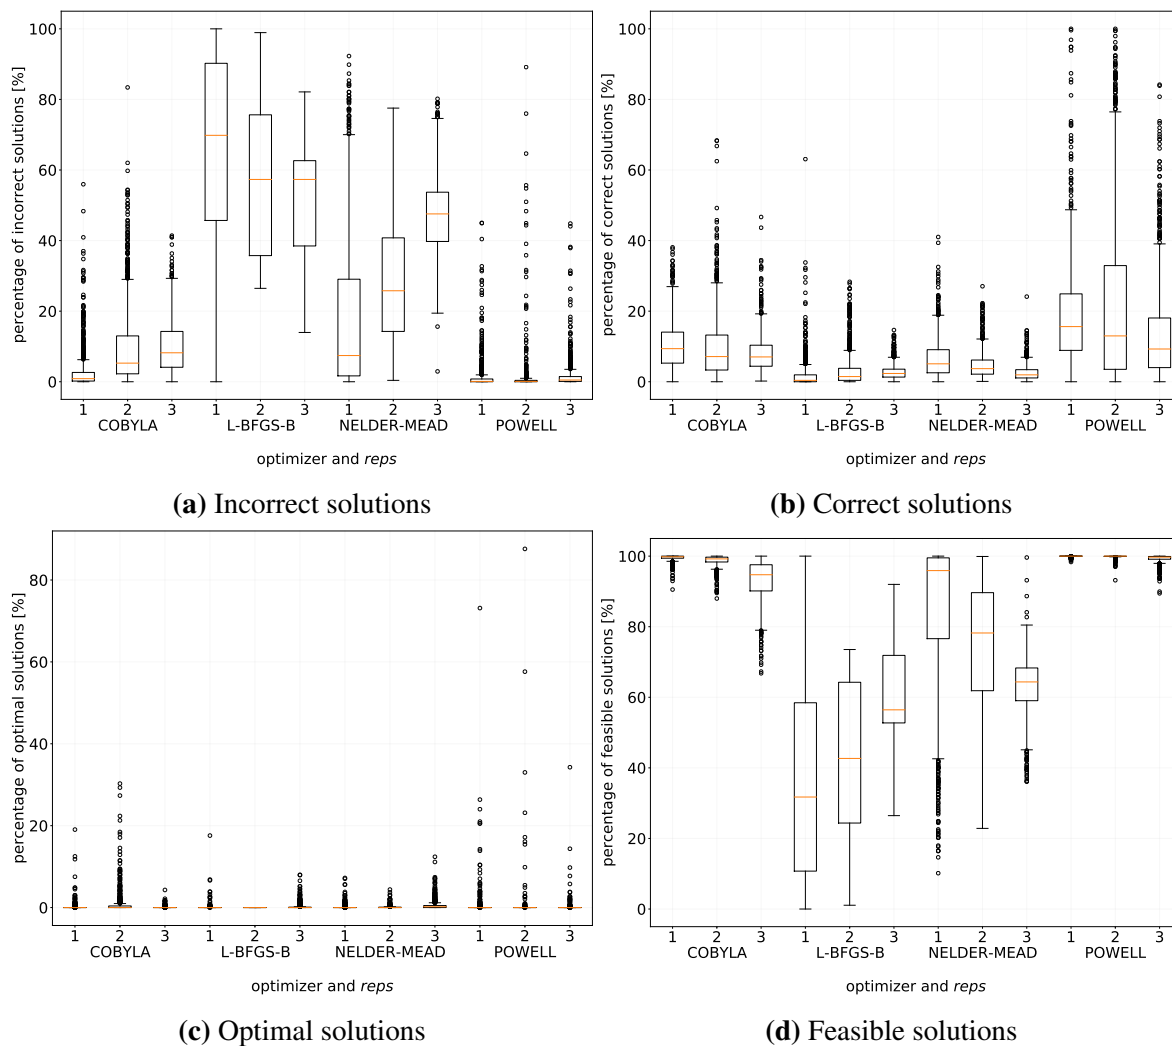 percentage of incorrect solutions [%]
100
80
60
40
20
0
1 2 3 1 2 3 1 2 3 1 2 3
COBYLA L-BFGS-B NELDER-MEAD POWELL
optimizer and reps
(a) Incorrect solutions
percentage of correct solutions [%]
100
80
60
40
20
0
1 2 3 1 2 3 1 2 3 1 2 3
COBYLA L-BFGS-B NELDER-MEAD POWELL
optimizer and reps
(b) Correct solutions
percentage of optimal solutions [%]
80
60
40
20
0
1 2 3 1 2 3 1 2 3 1 2 3
COBYLA L-BFGS-B NELDER-MEAD POWELL
optimizer and reps
(c) Optimal solutions
percentage of feasible solutions [%]
100
80
60
40
20
0
1 2 3 1 2 3 1 2 3 1 2 3
COBYLA L-BFGS-B NELDER-MEAD POWELL
optimizer and reps
(d) Feasible solutions